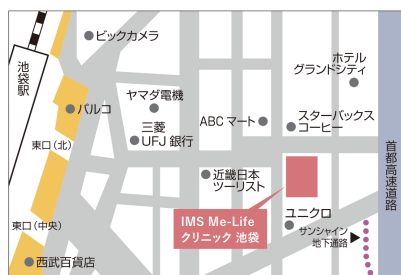 ビックカメラ
池袋駅
ホテル
グランドシティ
パルコ
ヤマダ電機
三菱
UFJ 銀行
ABC マート
スターバックス
コーヒー
東口(北)
首都高速道路
近畿日本
ツーリスト
IMS Me-Life
クリニック 池袋
ユニクロ
東口(中央)
サンシャイン
地下通路
西武百貨店